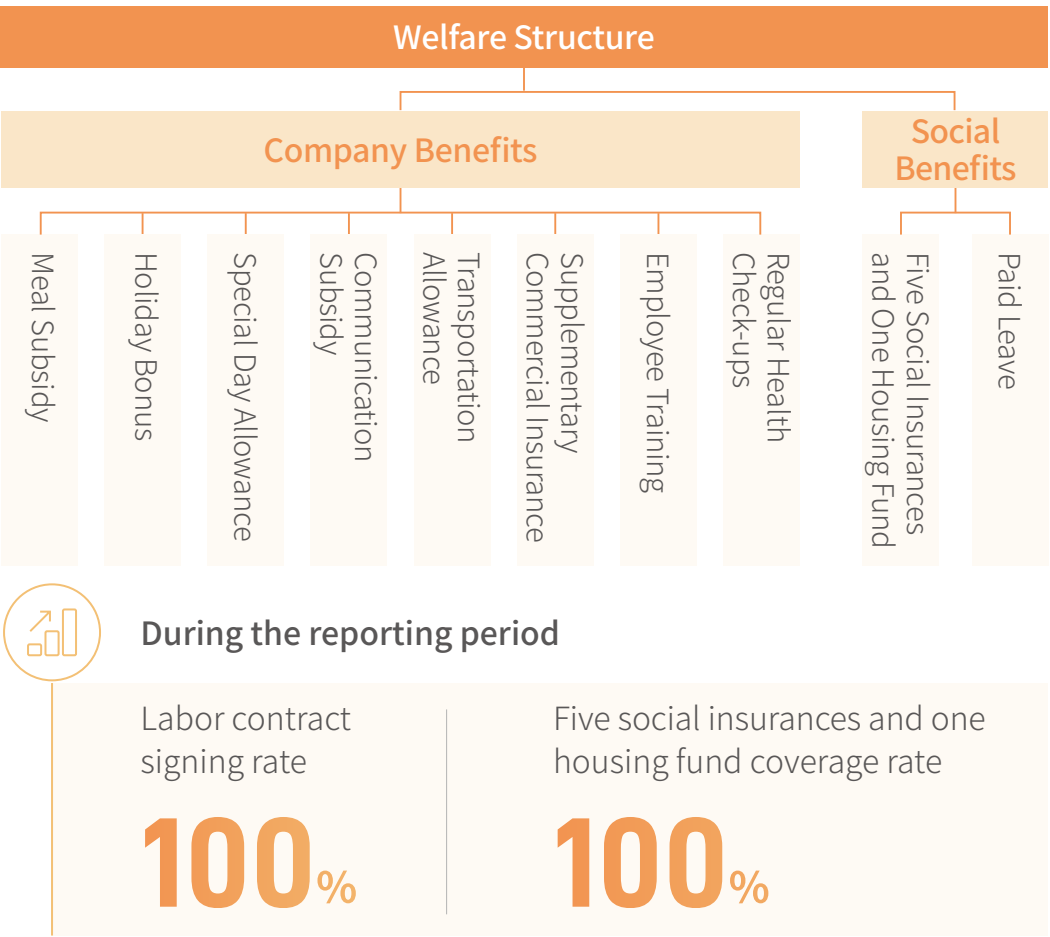 Welfare Structure
Company Benefits
Social
Benefits
Meal Subsidy
Holiday Bonus
Special Day Allowance
Communication
Subsidy
Transportation
Allowance
Supplementary
Commercial Insurance
Employee Training
Regular Health
Check-ups
Five Social Insurances
and One Housing Fund
Paid Leave
During the reporting period
Labor contract
signing rate
100%
Five social insurances and one
housing fund coverage rate
100%